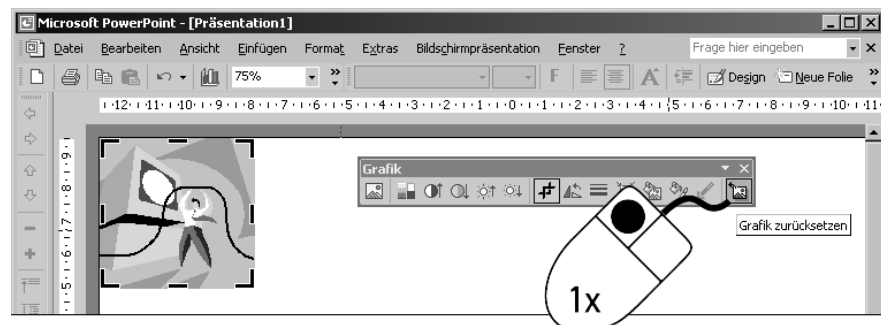 Microsoft PowerPoint - [Präsentation1]
Datei Bearbeiten Ansicht Einfügen Format Extras Bildschirmpräsentation Fenster ? Frage hier eingeben
75% F A Design Neue Folie
12 11 10 9 8 7 6 5 4 3 2 1 0 1 2 3 4 5 6 7 8 9 10 11
9
8
7
6
5
Grafik
Grafik zurücksetzen
1x